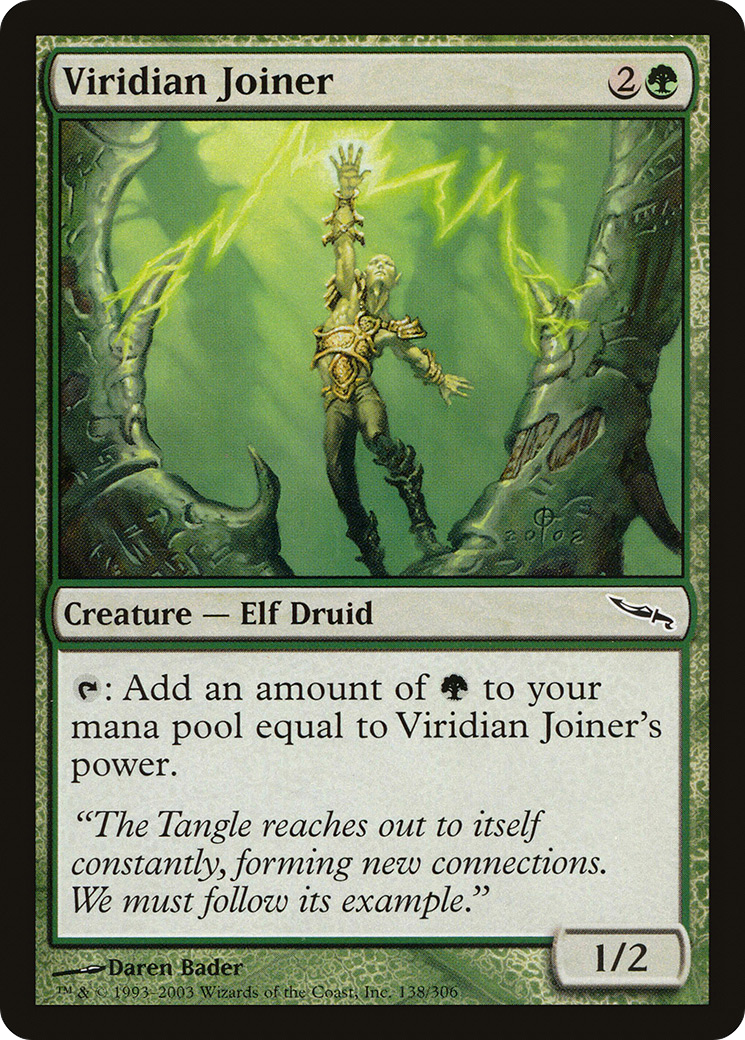 Viridian Joiner
2
2002
Creature — Elf Druid
: Add an amount of to your
mana pool equal to Viridian Joiner's
power.
“The Tangle reaches out to itself
constantly, forming new connections.
We must follow its example.”
1/2
Daren Bader
™ & © 1993–2003 Wizards of the Coast, Inc. 138/306